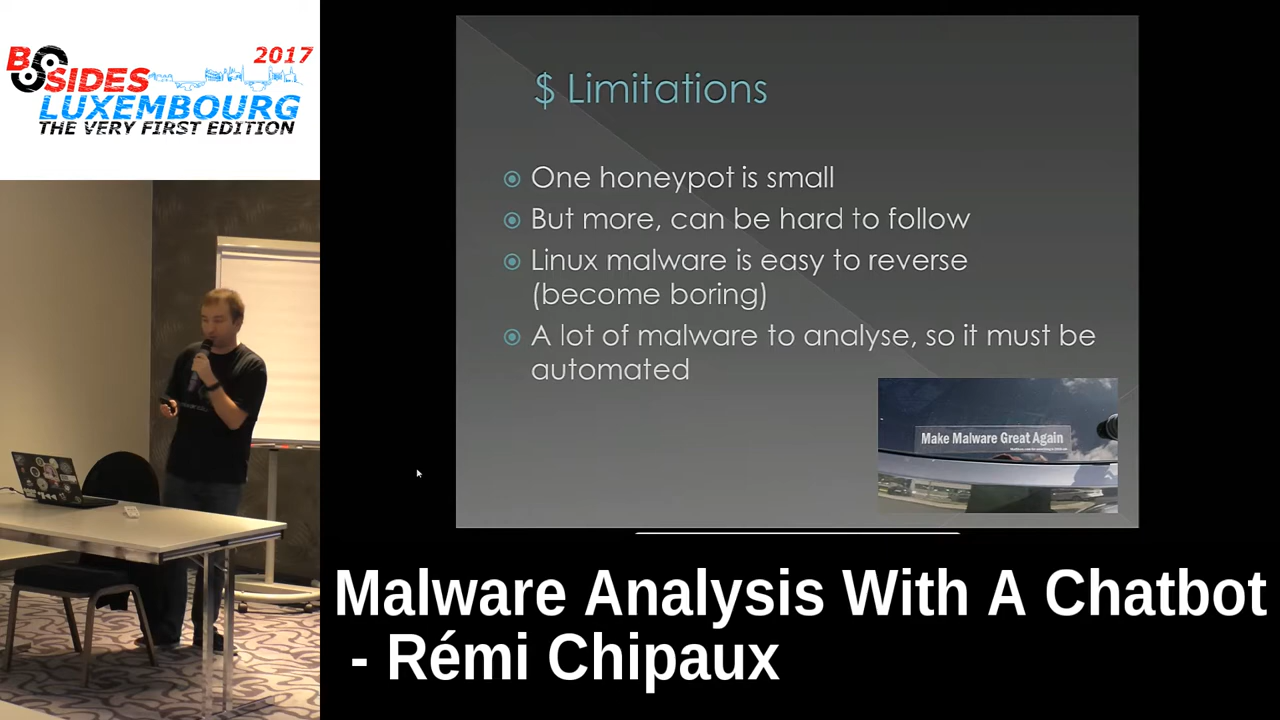 2017
BSIDES
LUXEMBOURG
THE VERY FIRST EDITION
$ Limitations
One honeypot is small
But more, can be hard to follow
Linux malware is easy to reverse
(become boring)
A lot of malware to analyse, so it must be
automated
Make Malware Great Again
Malware Analysis With A Chatbot
- Rémi Chipaux